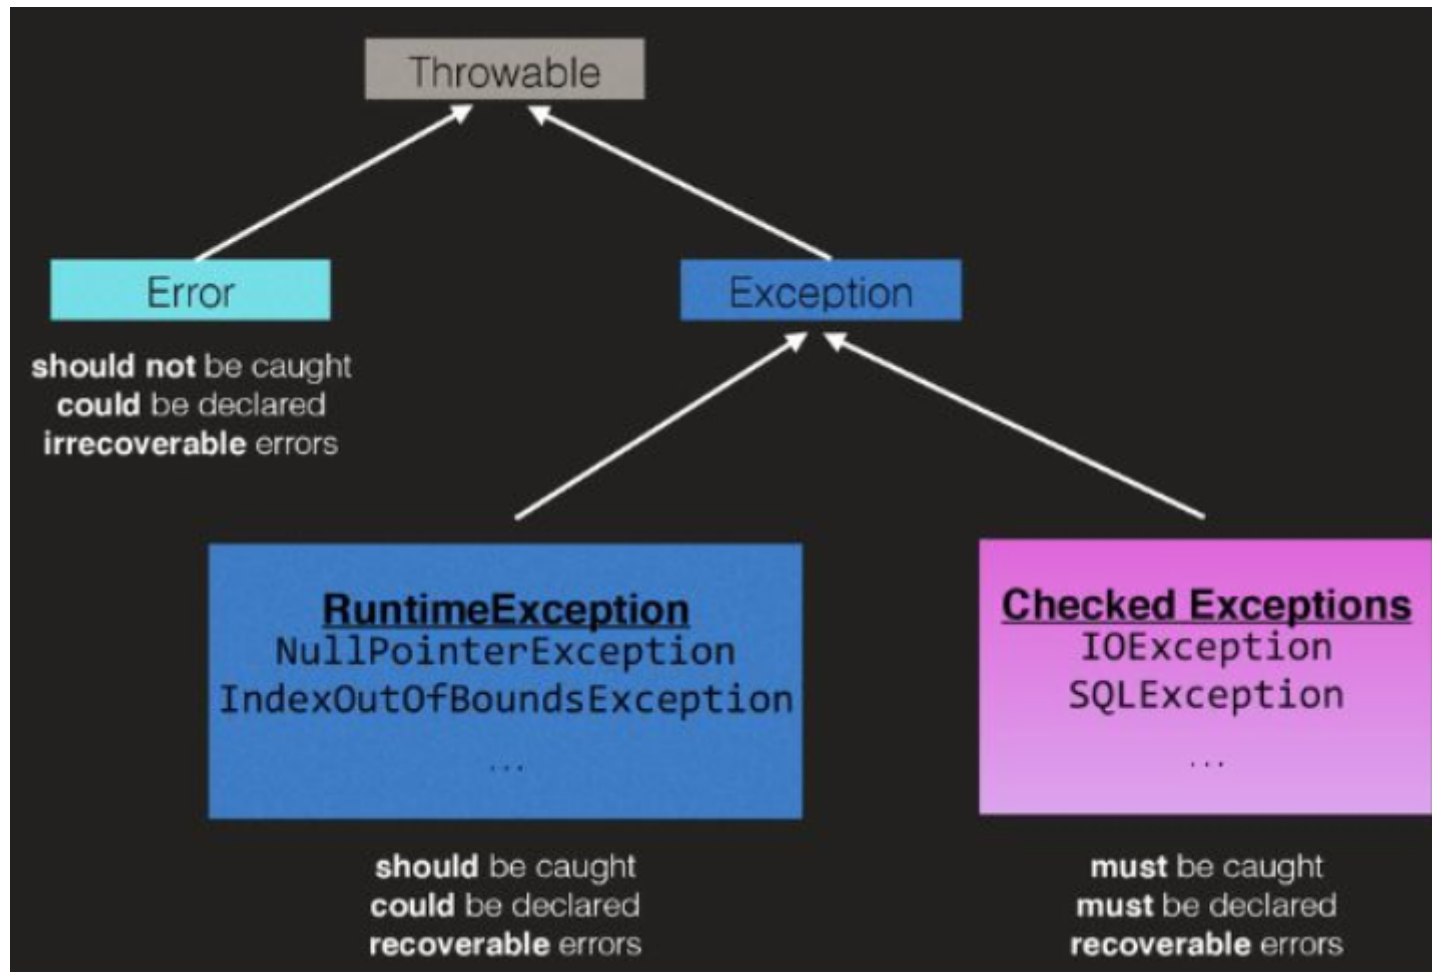 Throwable
Error
Exception
should not be caught
could be declared
irrecoverable errors
RuntimeException
NullPointerException
IndexOutOfBoundsException
...
should be caught
could be declared
recoverable errors
Checked Exceptions
IOException
SQLException
...
must be caught
must be declared
recoverable errors